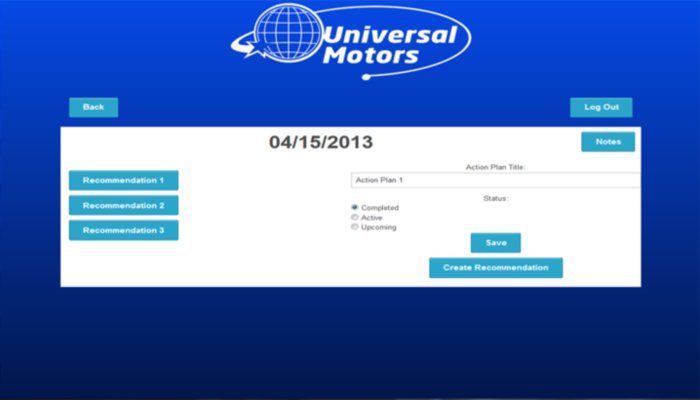 Universal
Motors
Back
Log Out
04/15/2013
Notes
Action Plan Title:
Recommendation 1
Action Plan 1
Recommendation 2
Status:
Completed
Active
Upcoming
Recommendation 3
Save
Create Recommendation